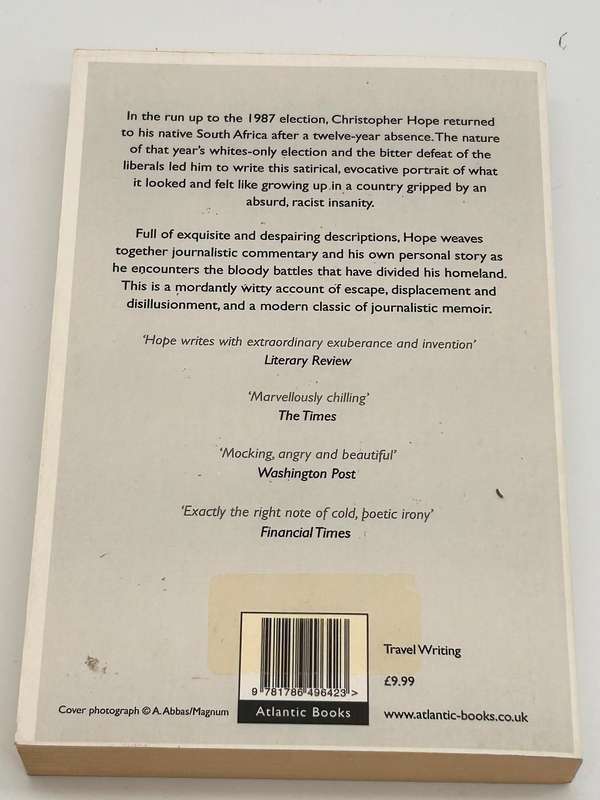 In the run up to the 1987 election, Christopher Hope returned
to his native South Africa after a twelve-year absence. The nature
of that year's whites-only election and the bitter defeat of the
liberals led him to write this satirical, evocative portrait of what
it looked and felt like growing up in a country gripped by an
absurd, racist insanity.
Full of exquisite and despairing descriptions, Hope weaves
together journalistic commentary and his own personal story as
he encounters the bloody battles that have divided his homeland.
This is a mordantly witty account of escape, displacement and
disillusionment, and a modern classic of journalistic memoir.
'Hope writes with extraordinary exuberance and invention'
Literary Review
'Marvellously chilling'
The Times
'Mocking, angry and beautiful'
Washington Post
'Exactly the right note of cold, poetic irony'
Financial Times
Travel Writing
£9.99
9 781786 496423 >
Cover photograph © A. Abbas/Magnum
Atlantic Books
www.atlantic-books.co.uk